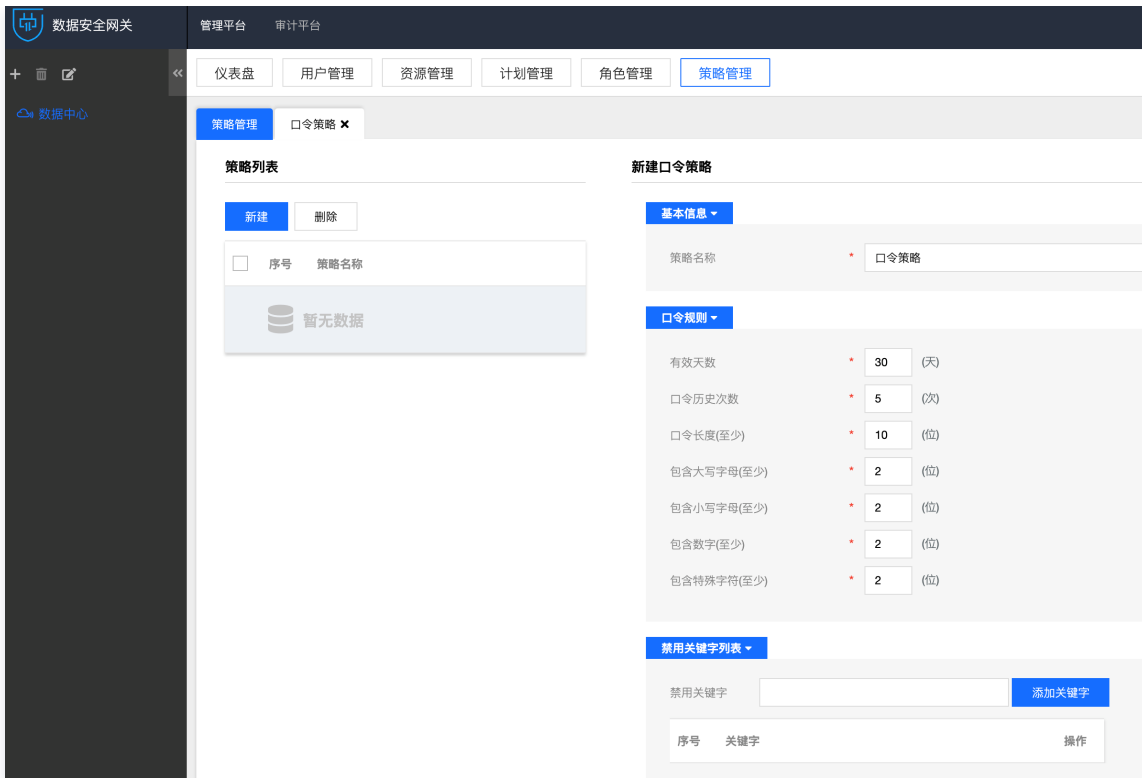 数据安全网关
管理平台 审计平台
仪表盘 用户管理 资源管理 计划管理 角色管理 策略管理
数据中心
策略管理 口令策略
策略列表
新建 删除
序号 策略名称
暂无数据
新建口令策略
基本信息
策略名称 * 口令策略
口令规则
有效天数 * 30 (天)
口令历史次数 * 5 (次)
口令长度(至少) * 10 (位)
包含大写字母(至少) * 2 (位)
包含小写字母(至少) * 2 (位)
包含数字(至少) * 2 (位)
包含特殊字符(至少) * 2 (位)
禁用关键字列表
禁用关键字 添加关键字
序号 关键字 操作